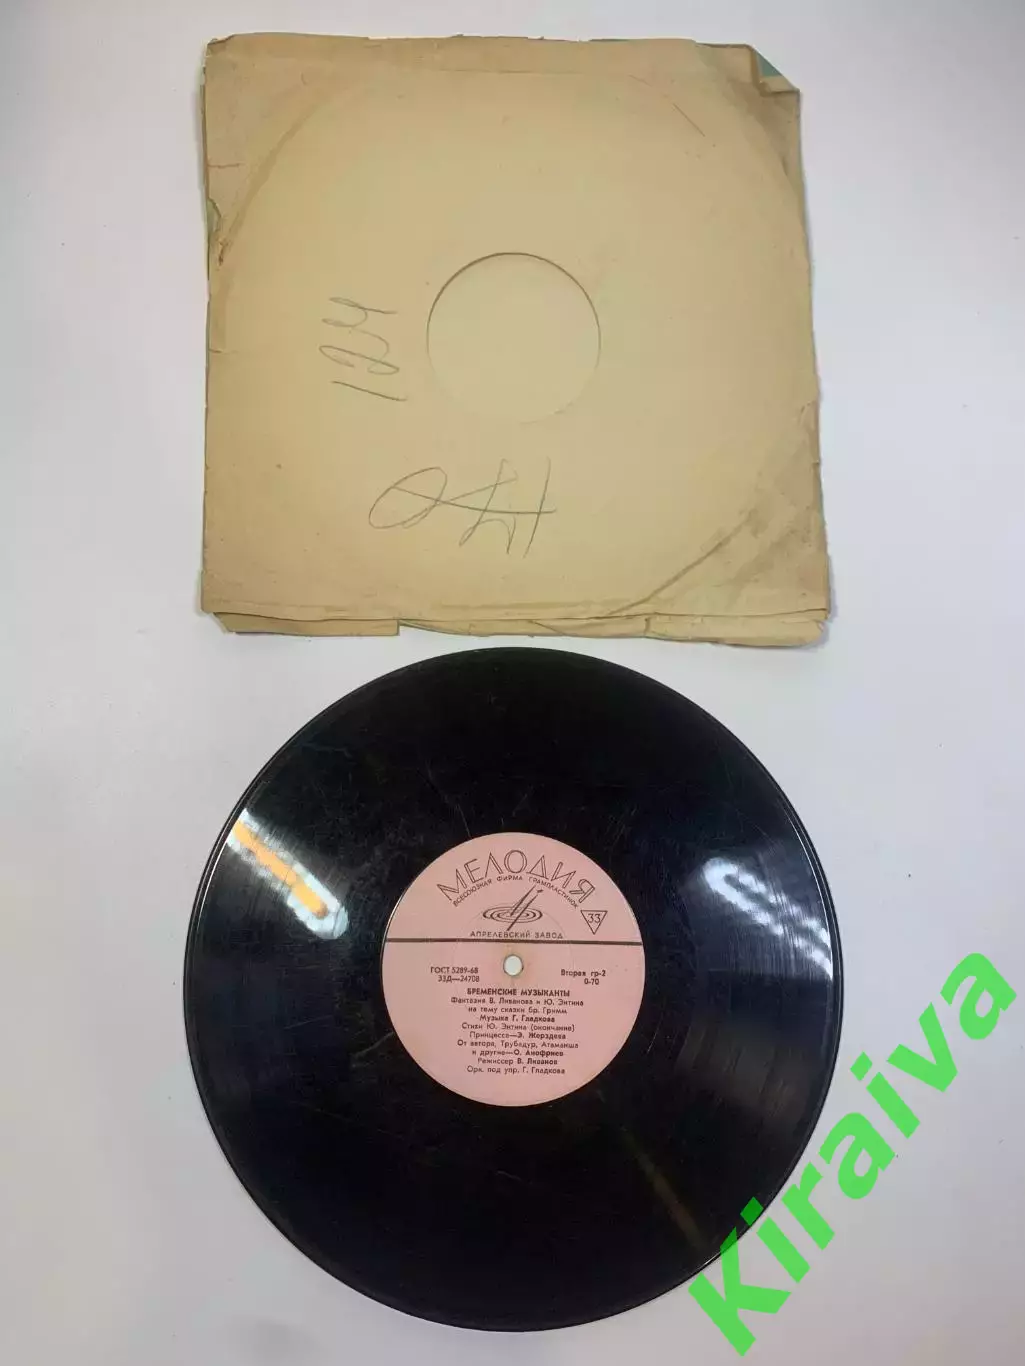 124
МЕЛОДИЯ
ВСЕСОЮЗНАЯ ФИРМА ГРАМПЛАСТИНОК
33
АПРЕЛЕВСКИЙ ЗАВОД
ГОСТ 5289-68 Вторая гр-2
33Д—24708 0-70
БРЕМЕНСКИЕ МУЗЫКАНТЫ
Фантазия В. Ливанова и Ю. Энтина
на тему сказки бр. Гримм
Музыка Г. Гладкова
Стихи Ю. Энтина (окончание)
Принцесса—Э. Жерздева
От автора, Трубадур, Атаманша
и другие—О. Анофриев
Режиссер В. Ливанов
Орк. под упр. Г. Гладкова
Kiraiva